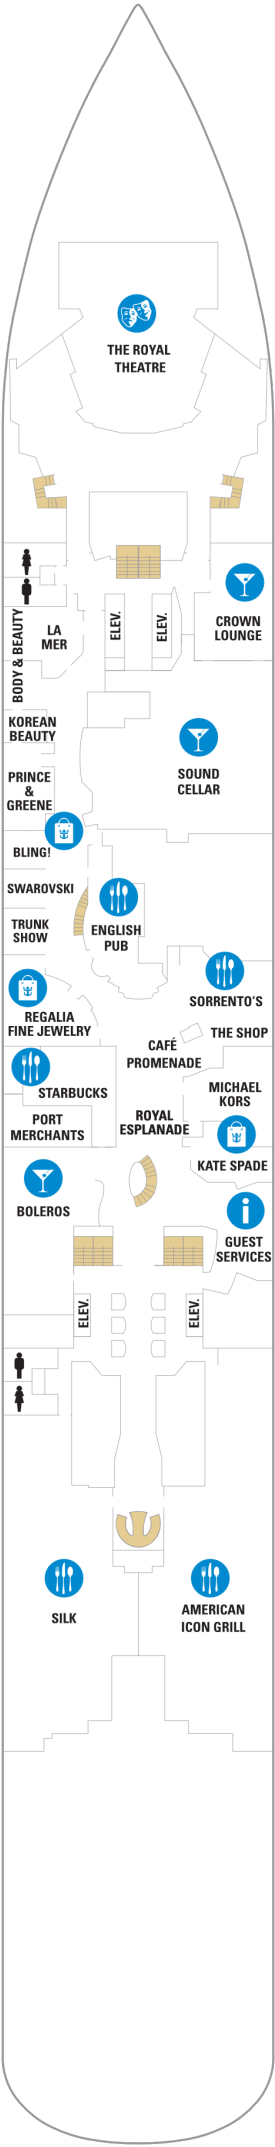 THE ROYAL
THEATRE
CROWN
LOUNGE
ELEV.
ELEV.
BODY & BEAUTY
LA
MER
KOREAN
BEAUTY
SOUND
CELLAR
PRINCE
&
GREENE
BLING!
SWAROVSKI
TRUNK
SHOW
ENGLISH
PUB
SORRENTO'S
REGALIA
FINE JEWELRY
THE SHOP
CAFÉ
PROMENADE
STARBUCKS
MICHAEL
KORS
PORT
MERCHANTS
ROYAL
ESPLANADE
KATE SPADE
BOLEROS
GUEST
SERVICES
ELEV.
ELEV.
SILK
AMERICAN
ICON GRILL